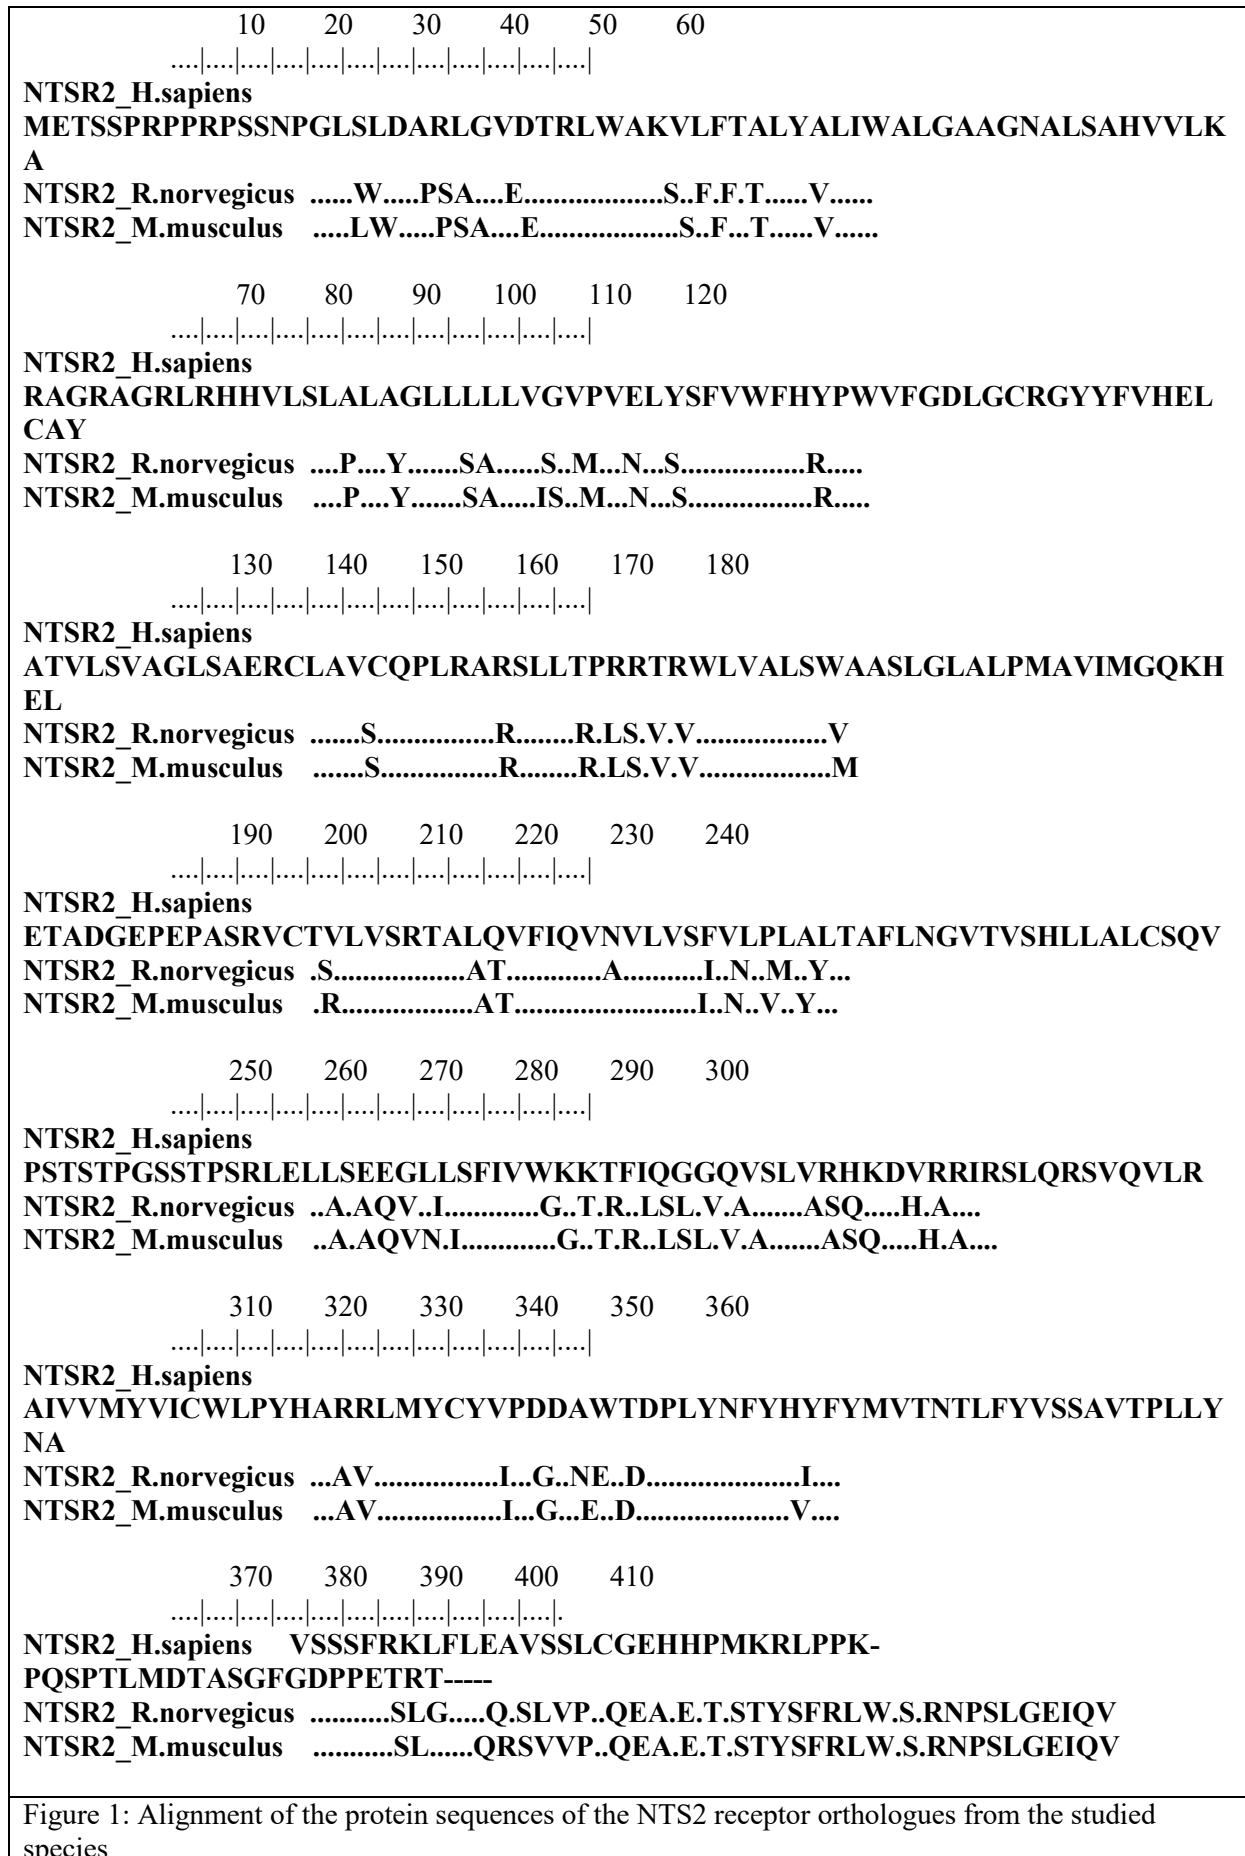 10 20 30 40 50 60
....|....|....|....|....|....|....|....|....|....|....|....|
NTSR2_H.sapiens
METSSPRPPRPSSNPGLSLDARLGVDTRLWAKVLFTALYALIWALGAAGNALSAHVVLK
A
NTSR2_R.norvegicus ......W.....PSA....E...................S..F.F.T......V......
NTSR2_M.musculus .....LW.....PSA....E...................S..F...T......V......
70 80 90 100 110 120
....|....|....|....|....|....|....|....|....|....|....|....|
NTSR2_H.sapiens
RAGRAGRLRHHVLSLALAGLLLLLVGVPVELYSFVWFHYPWVFGDLGCRGYYFVHEL
CAY
NTSR2_R.norvegicus ....P....Y.......SA......S..M...N...S.................R.....
NTSR2_M.musculus ....P....Y.......SA.....IS..M...N...S.................R.....
130 140 150 160 170 180
....|....|....|....|....|....|....|....|....|....|....|....|
NTSR2_H.sapiens
ATVLSVAGLSAERCLAVCQPLRARSLLTPRRTRWLVALSWAASLGLALPMAVIMGQKH
EL
NTSR2_R.norvegicus .......S................R........R.LS.V.V..................V
NTSR2_M.musculus .......S................R........R.LS.V.V..................M
190 200 210 220 230 240
....|....|....|....|....|....|....|....|....|....|....|....|
NTSR2_H.sapiens
ETADGEPEPASRVCTVLVSRTALQVFIQVNVLVSFVLPLALTAFLNGVTVSHLLALCSQV
NTSR2_R.norvegicus .S..................AT.............A...........I..N..M..Y...
NTSR2_M.musculus .R..................AT.........................I..N..V..Y...
250 260 270 280 290 300
....|....|....|....|....|....|....|....|....|....|....|....|
NTSR2_H.sapiens
PSTSTPGSSTPSRLELLSEEGLLSFIVWKKTFIQGGQVSLVRHKDVRRIRSLQRSVQVLR
NTSR2_R.norvegicus ..A.AQV..I.............G..T.R..LSL.V.A.......ASQ.....H.A....
NTSR2_M.musculus ..A.AQVN.I.............G..T.R..LSL.V.A.......ASQ.....H.A....
310 320 330 340 350 360
....|....|....|....|....|....|....|....|....|....|....|....|
NTSR2_H.sapiens
AIVVMYVICWLPYHARRLMYCYVPDDAWTDPLYNFYHYFYMVTNTLFYVSSAVTPLLY
NA
NTSR2_R.norvegicus ...AV.................I...G..NE..D.....................I....
NTSR2_M.musculus ...AV.................I...G...E..D.....................V....
370 380 390 400 410
....|....|....|....|....|....|....|....|....|....|....|.
NTSR2_H.sapiens VSSSFRKLFLEAVSSLCGEHHPMKRLPPK-
PQSPTLMDTASGFGDPPETRT-----
NTSR2_R.norvegicus ...........SLG.....Q.SLVP..QEA.E.T.STYSFRLW.S.RNPSLGEIQV
NTSR2_M.musculus ...........SL......QRSVVP..QEA.E.T.STYSFRLW.S.RNPSLGEIQV
Figure 1: Alignment of the protein sequences of the NTS2 receptor orthologues from the studied
species